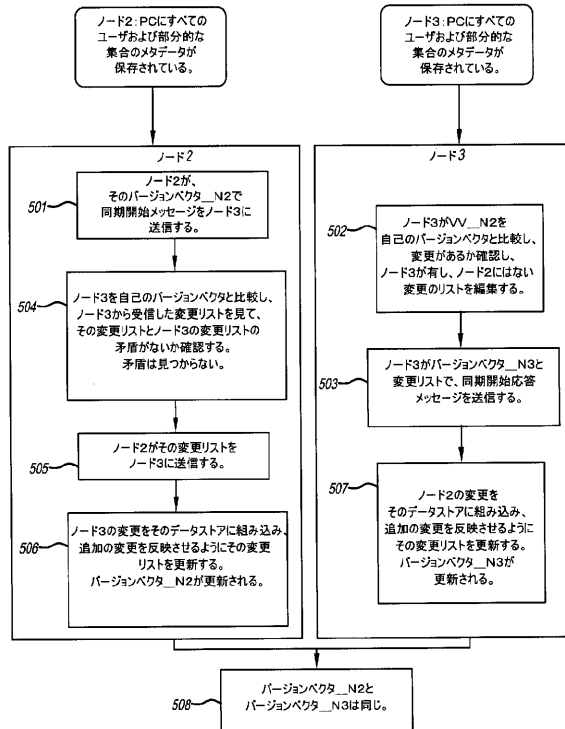 ノード2：PCにすべての
ユーザおよび部分的な
集合のメタデータが
保存されている。
ノード3：PCにすべての
ユーザおよび部分的な
集合のメタデータが
保存されている。
ノード2
501
ノード2が、
そのバージョンベクタ__N2で
同期開始メッセージをノード3に
送信する。
504
ノード3を自己のバージョンベクタと比較し、
ノード3から受信した変更リストを見て、
その変更リストとノード3の変更リストの
矛盾がないか確認する。
矛盾は見つからない。
505
ノード2がその変更リストを
ノード3に送信する。
506
ノード3の変更をそのデータストアに組み込み、
追加の変更を反映させるようにその変更
リストを更新する。
バージョンベクタ__N2が更新される。
ノード3
502
ノード3がVV__N2を
自己のバージョンベクタと比較し、
変更があるか確認し、
ノード3が有し、ノード2にはない
変更のリストを編集する。
503
ノード3がバージョンベクタ__N3と
変更リストで、同期開始応答
メッセージを送信する。
507
ノード2の変更を
そのデータストアに組み込み、
追加の変更を反映させるように
その変更リストを更新する。
バージョンベクタ__N3が
更新される。
508
バージョンベクタ__N2と
バージョンベクタ__N3は同じ。